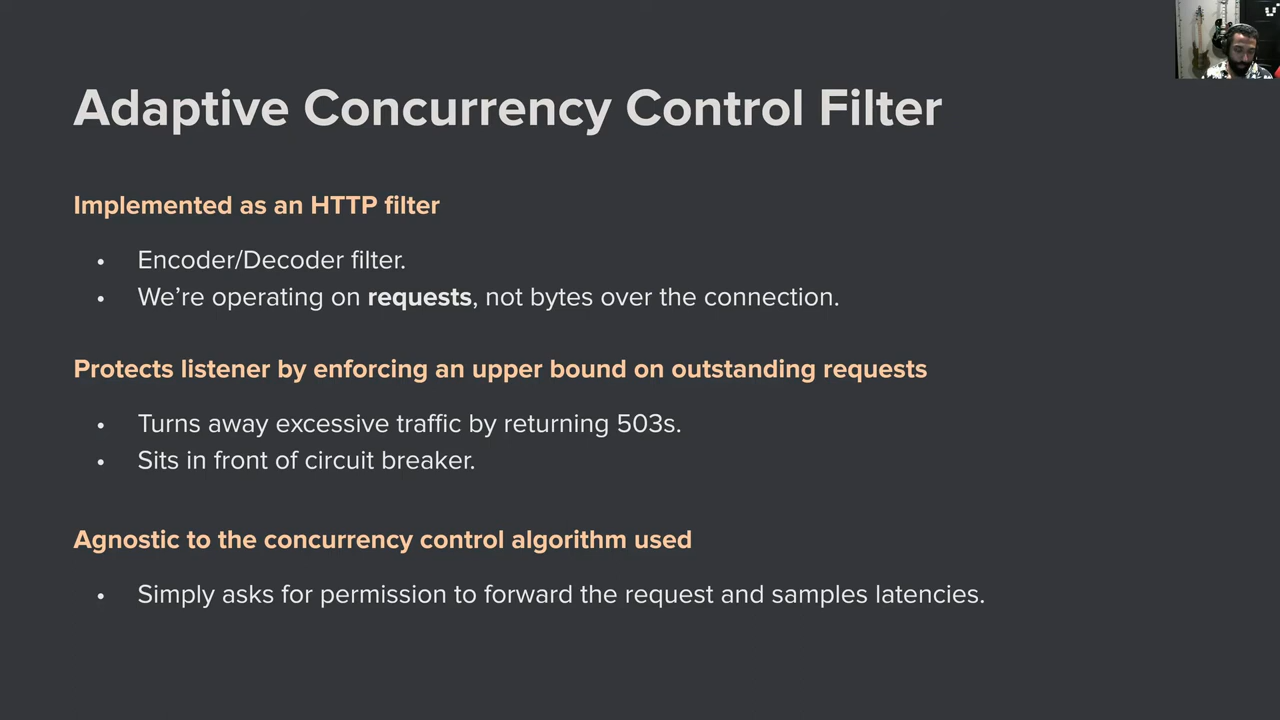 Adaptive Concurrency Control Filter
Implemented as an HTTP filter
• Encoder/Decoder filter.
• We’re operating on requests, not bytes over the connection.
Protects listener by enforcing an upper bound on outstanding requests
• Turns away excessive traffic by returning 503s.
• Sits in front of circuit breaker.
Agnostic to the concurrency control algorithm used
• Simply asks for permission to forward the request and samples latencies.